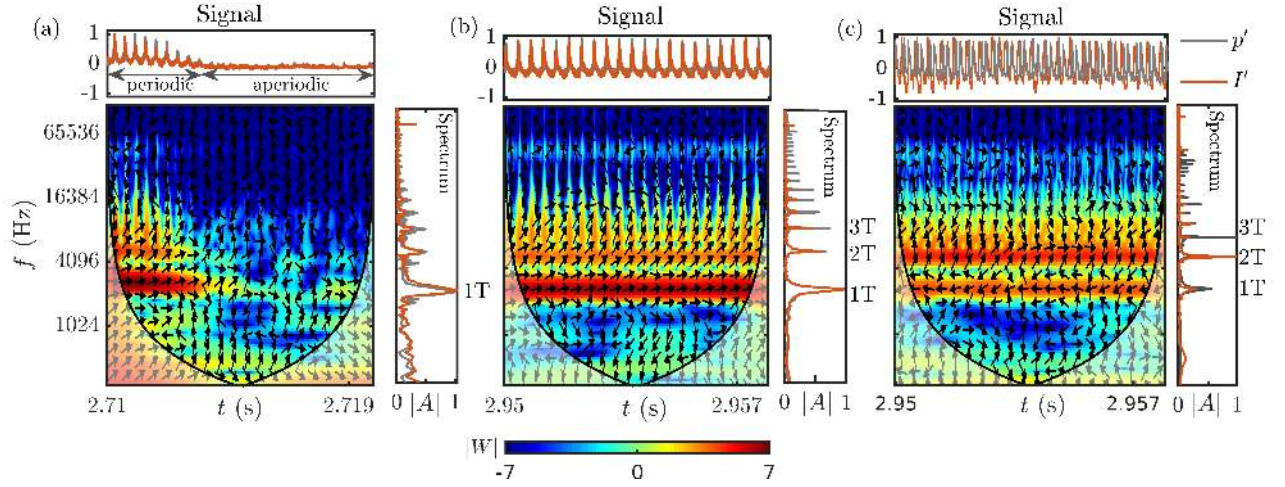 Signal
(a)
1
0
-1
periodic
aperiodic
65536
16384
4096
1024
f (Hz)
Spectrum
1T
2.71
t (s)
2.719
0 |A| 1
Signal
(b)
1
0
-1
Spectrum
3T
2T
1T
2.95
t (s)
2.957
0 |A| 1
Signal
(c)
1
0
-1
p'
I'
Spectrum
3T
2T
1T
2.95
t (s)
2.957
0 |A| 1
|W|
-7
0
7